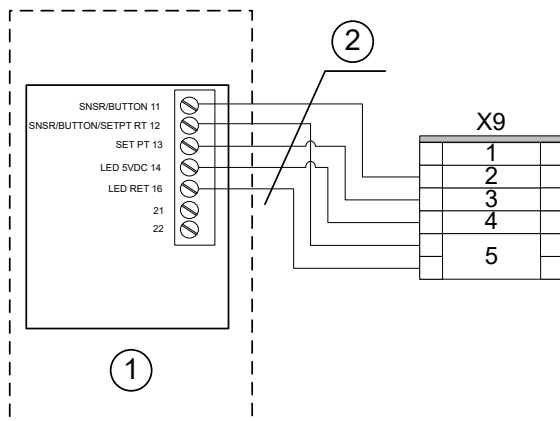 2
SNSR/BUTTON 11
SNSR/BUTTON/SETPT RT 12
SET PT 13
LED 5VDC 14
LED RET 16
21
22
X9
1
2
3
4
5
1